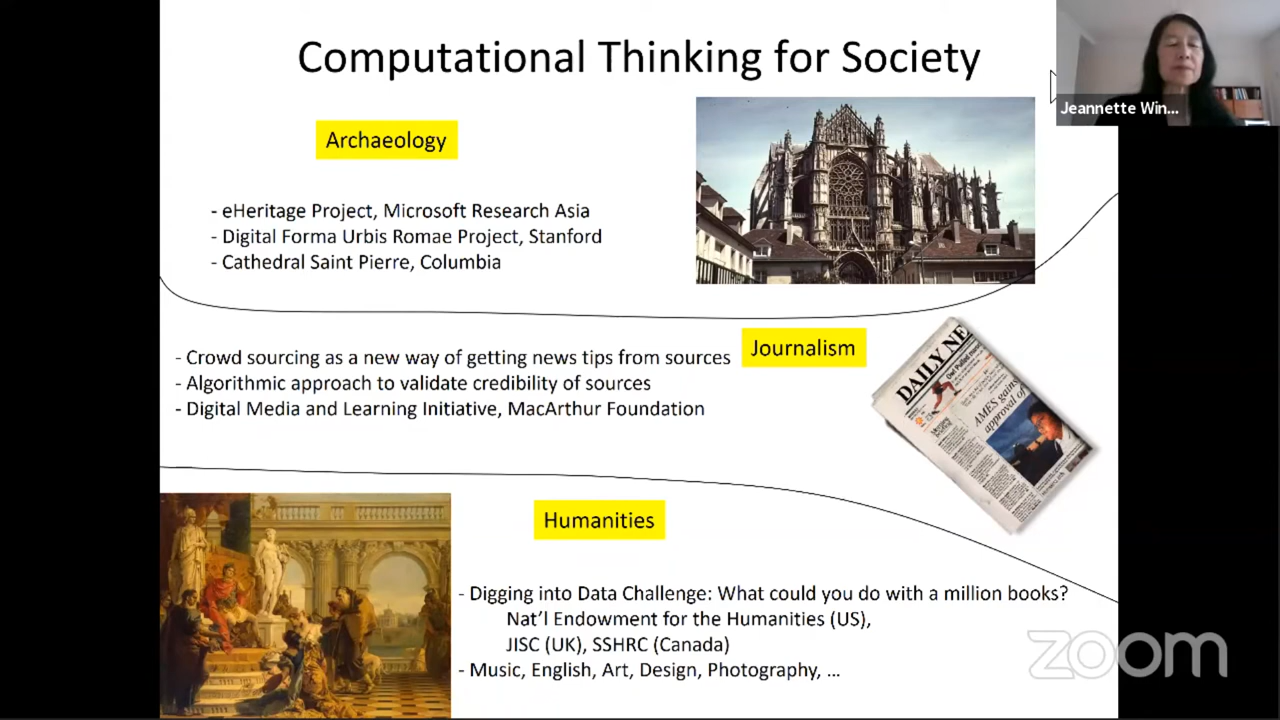 Computational Thinking for Society
Jeannette Win...
Archaeology
- eHeritage Project, Microsoft Research Asia
- Digital Forma Urbis Romae Project, Stanford
- Cathedral Saint Pierre, Columbia
Journalism
- Crowd sourcing as a new way of getting news tips from sources
- Algorithmic approach to validate credibility of sources
- Digital Media and Learning Initiative, MacArthur Foundation
DAILY NE
AMES gains
approval of
Humanities
- Digging into Data Challenge: What could you do with a million books?
Nat'l Endowment for the Humanities (US),
JISC (UK), SSHRC (Canada)
- Music, English, Art, Design, Photography, ...
zoom